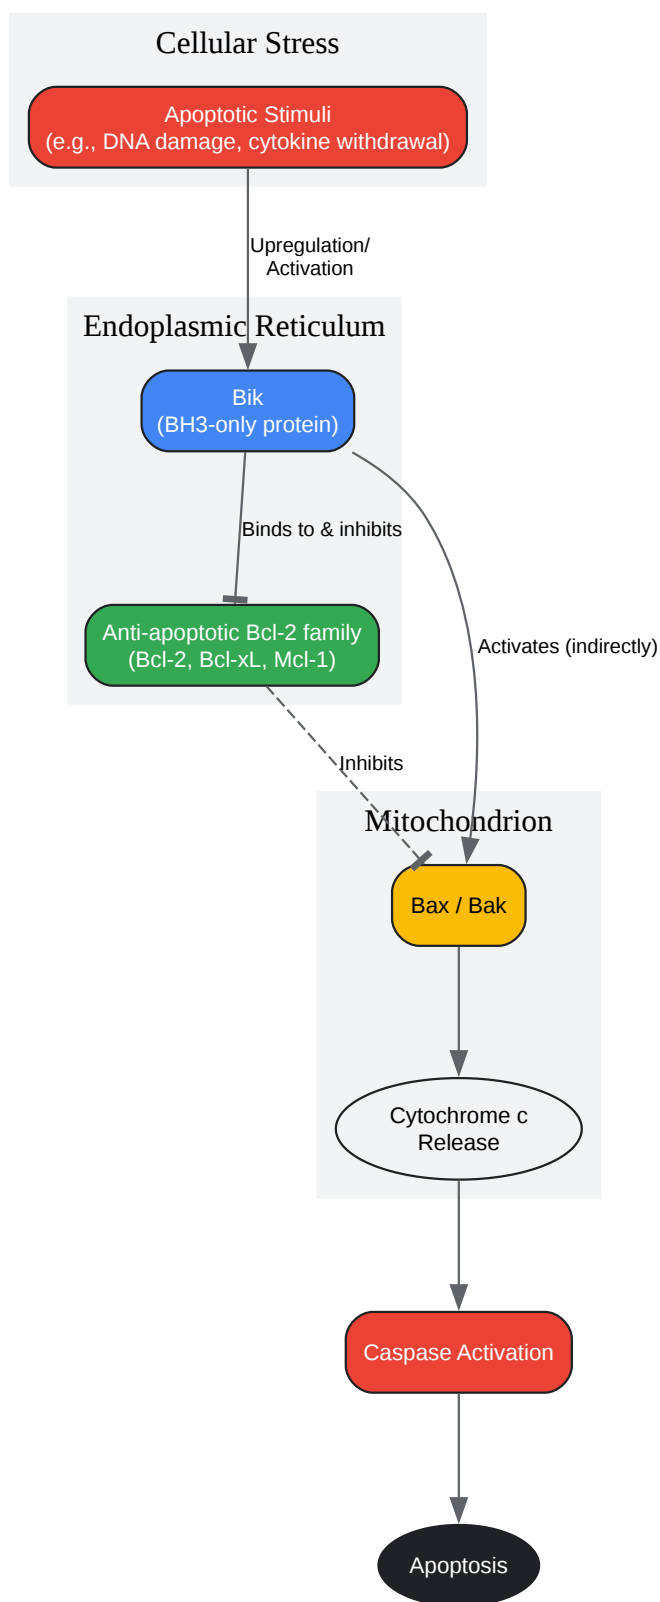 Cellular Stress
Apoptotic Stimuli
(e.g., DNA damage, cytokine withdrawal)
Upregulation/
Activation
Endoplasmic Reticulum
Bik
(BH3-only protein)
Binds to & inhibits
Anti-apoptotic Bcl-2 family
(Bcl-2, Bcl-xL, Mcl-1)
Activates (indirectly)
Inhibits
Mitochondrion
Bax / Bak
Cytochrome c
Release
Caspase Activation
Apoptosis